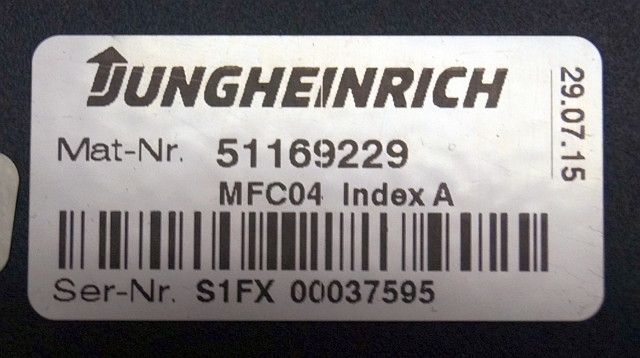 JUNGHEINRICH
29.07.15
Mat-Nr. 51169229
MFC04 Index A
Ser-Nr. S1FX 00037595